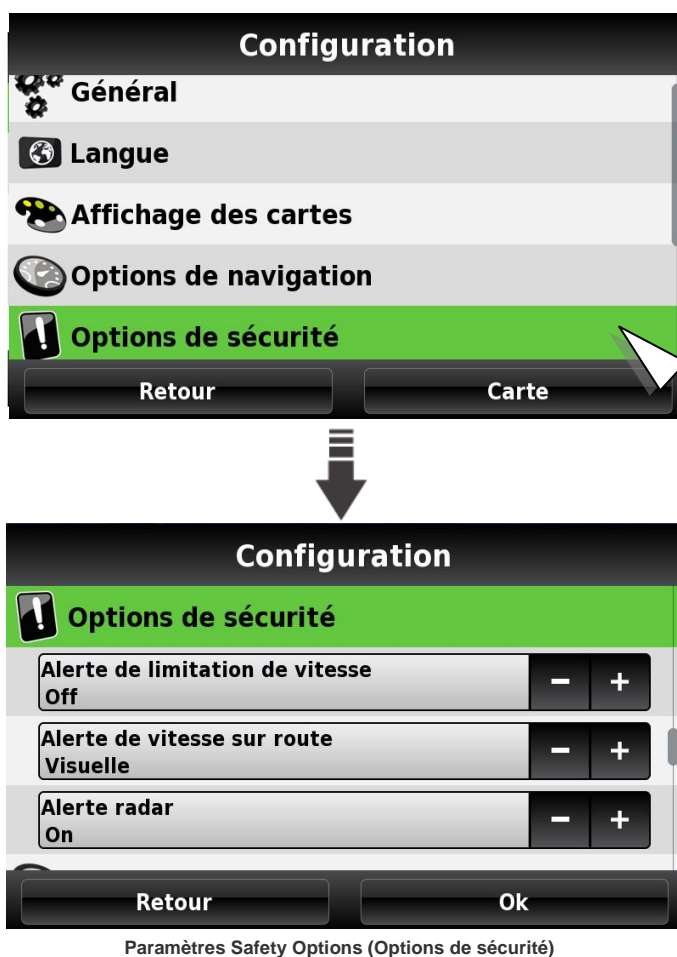 Configuration
Général
Langue
Affichage des cartes
Options de navigation
Options de sécurité
Retour
Carte
Configuration
Options de sécurité
Alerte de limitation de vitesse
Off
− +
Alerte de vitesse sur route
Visuelle
− +
Alerte radar
On
− +
Retour
Ok
Paramètres Safety Options (Options de sécurité)